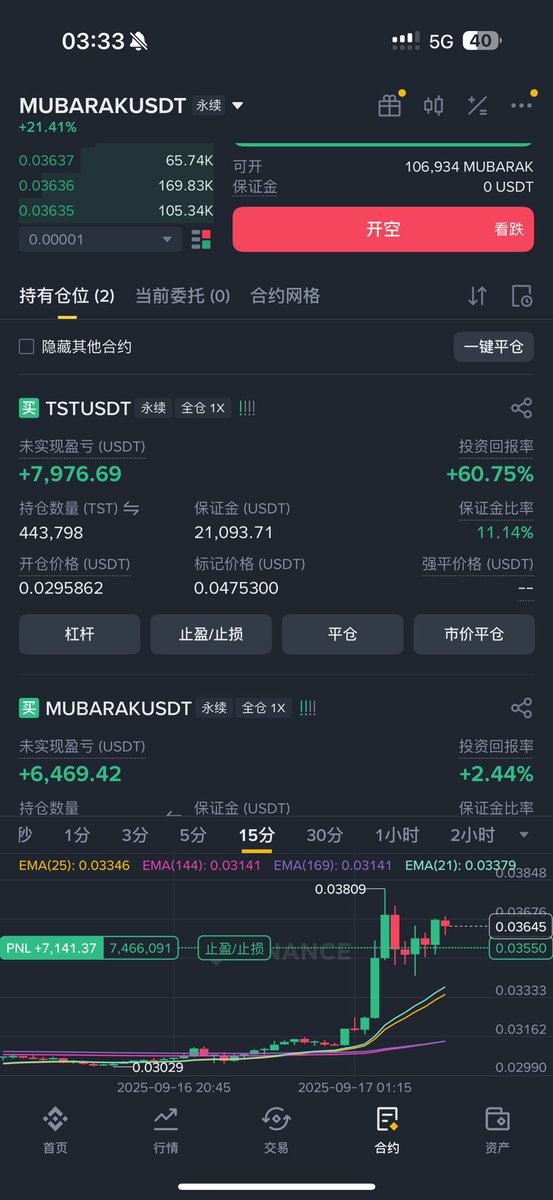 03:33 5G 40
MUBARAKUSDT 永续
+21.41%
0.03637 65.74K
0.03636 169.83K
0.03635 105.34K
0.00001
可开 106,934 MUBARAK
保证金 0 USDT
开空 看跌
持有仓位 (2) 当前委托 (0) 合约网格
隐藏其他合约 一键平仓
买 TSTUSDT 永续 全仓 1X
未实现盈亏 (USDT) 投资回报率
+7,976.69 +60.75%
持仓数量 (TST) 保证金 (USDT) 保证金比率
443,798 21,093.71 11.14%
开仓价格 (USDT) 标记价格 (USDT) 强平价格 (USDT)
0.0295862 0.0475300 --
杠杆 止盈/止损 平仓 市价平仓
买 MUBARAKUSDT 永续 全仓 1X
未实现盈亏 (USDT) 投资回报率
+6,469.42 +2.44%
持仓数量 保证金 (USDT) 保证金比率
秒 1分 3分 5分 15分 30分 1小时 2小时
EMA(25): 0.03346 EMA(144): 0.03141 EMA(169): 0.03141 EMA(21): 0.03379
0.03848
0.03809
0.03676
0.03645
PNL +7,141.37 7,466,091 止盈/止损 0.03550
0.03333
0.03162
0.03029
0.02990
2025-09-16 20:45 2025-09-17 01:15
首页 行情 交易 合约 资产